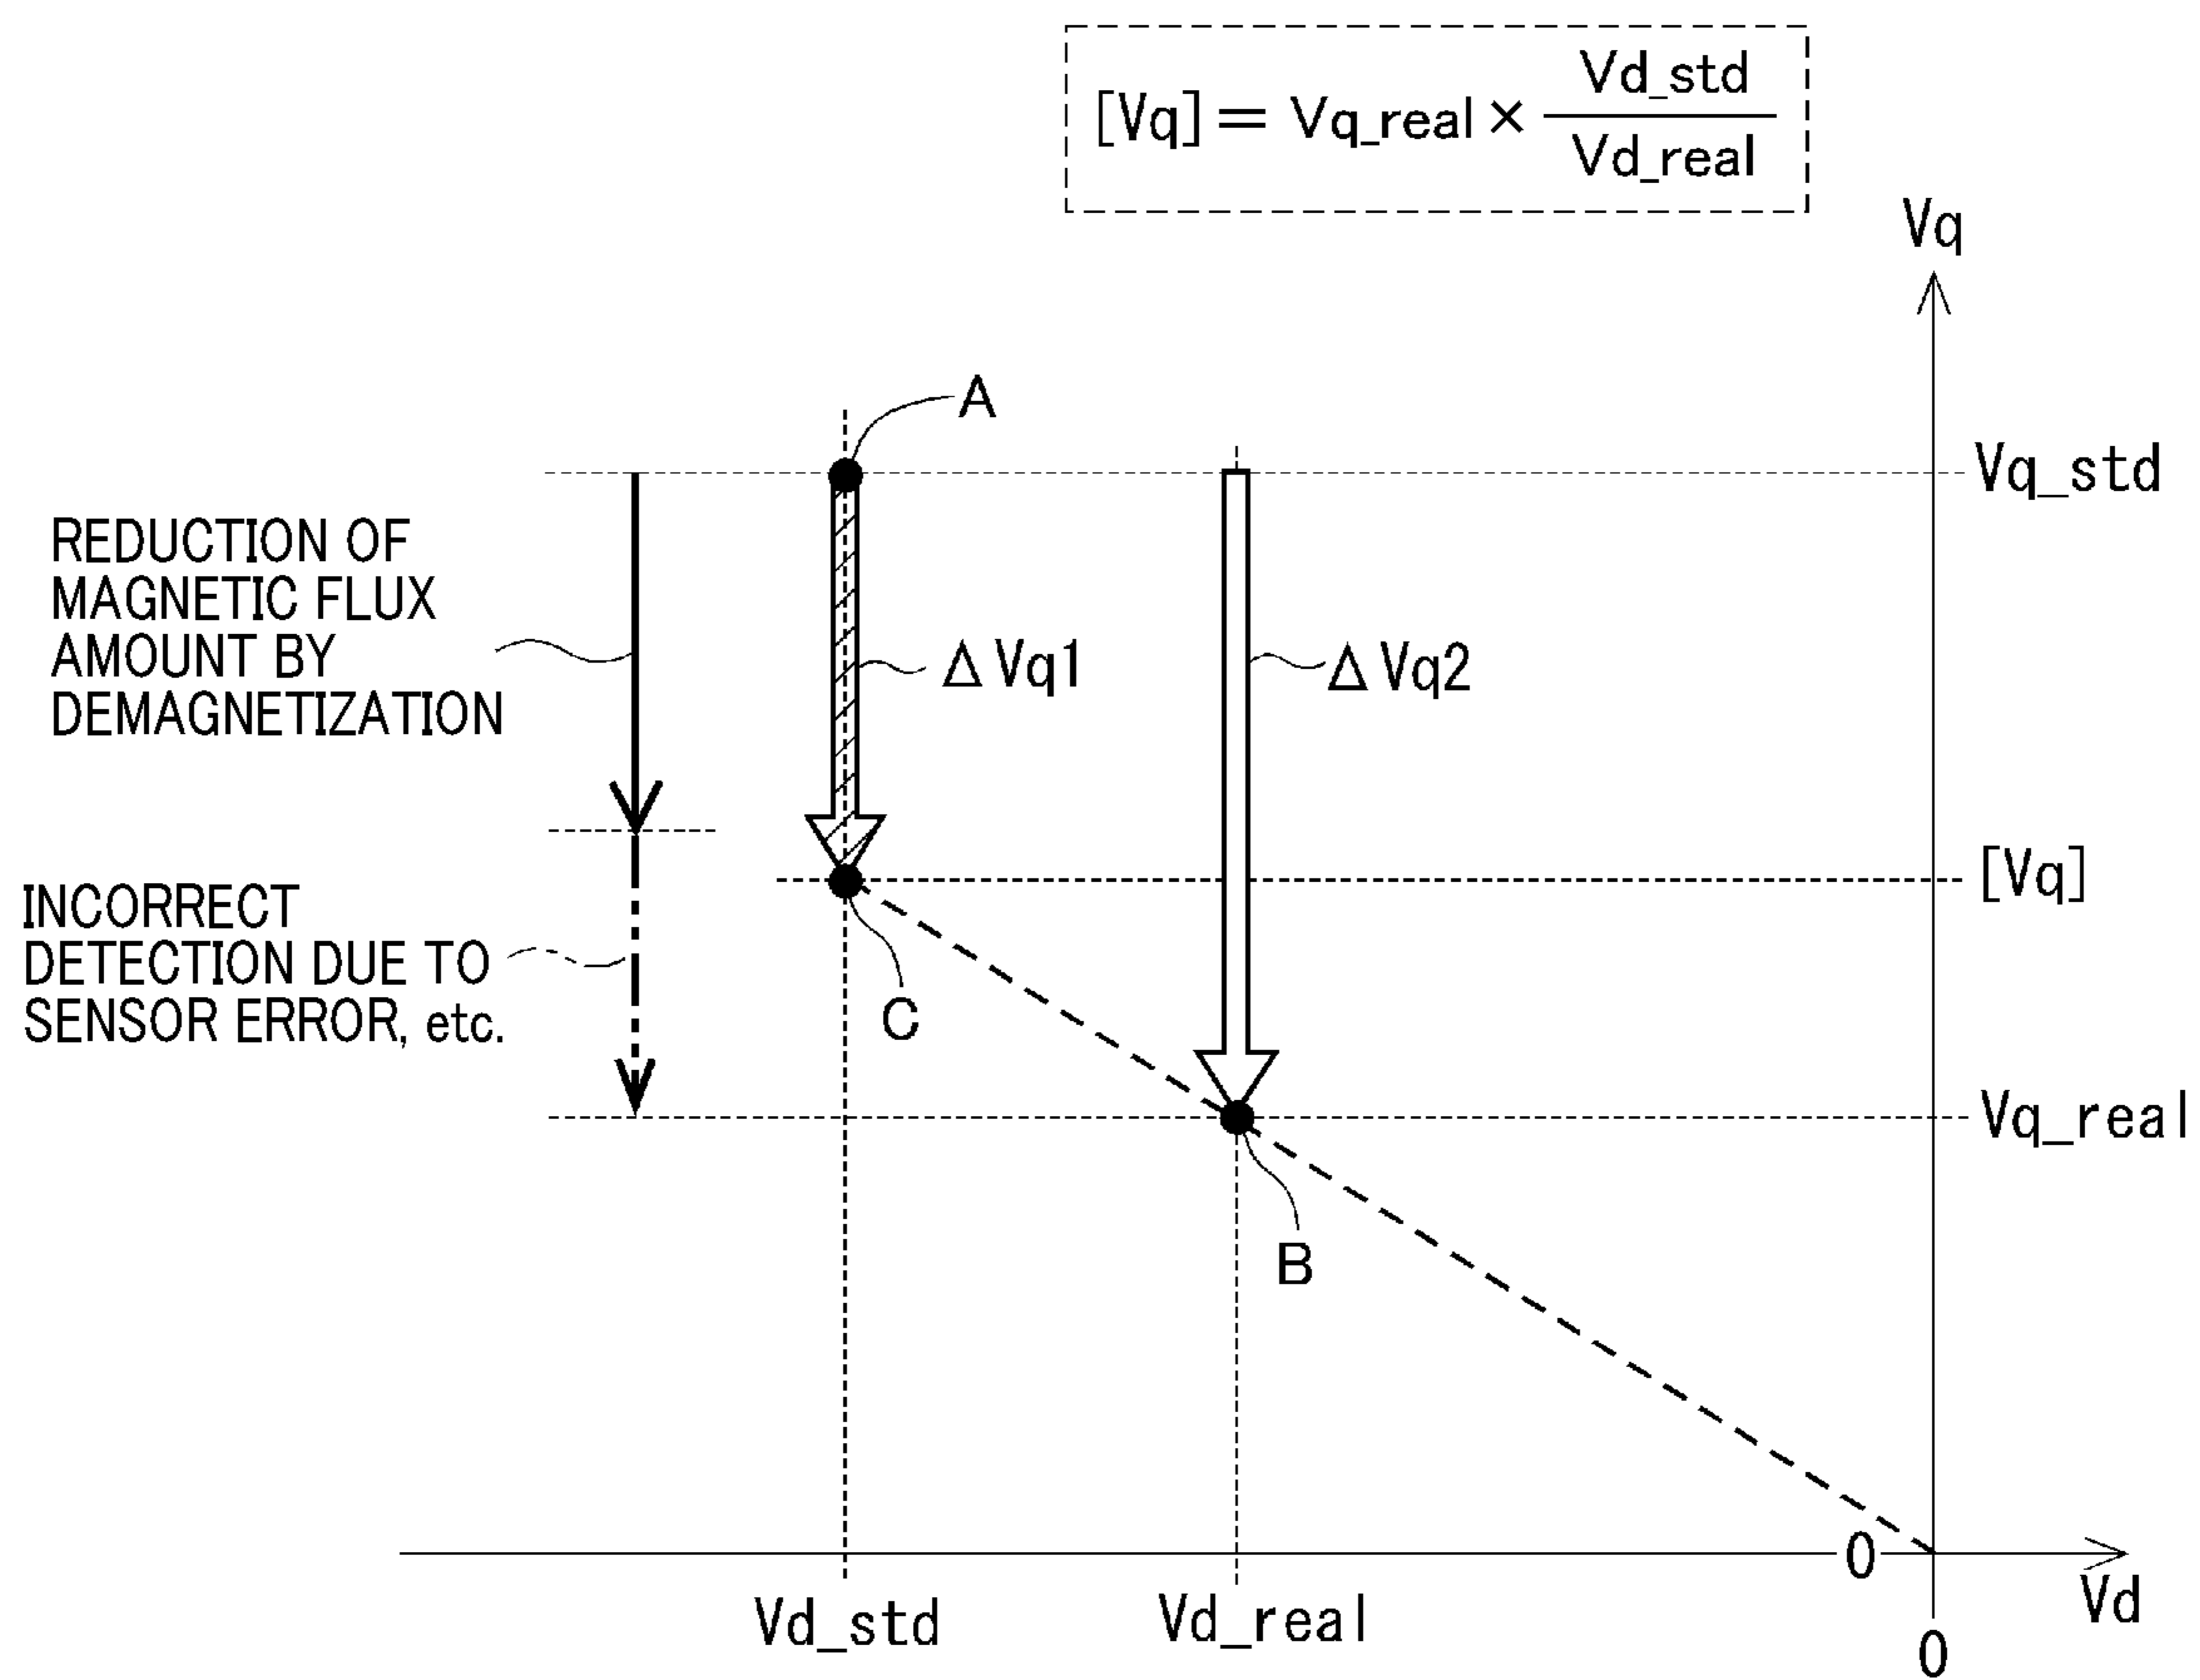 [Vq] = Vq_real × Vd_std / Vd_real
Vq
A
Vq_std
REDUCTION OF
MAGNETIC FLUX
AMOUNT BY
DEMAGNETIZATION
ΔVq1
ΔVq2
[Vq]
INCORRECT
DETECTION DUE TO
SENSOR ERROR, etc.
C
Vq_real
B
0
Vd
Vd_std
Vd_real
0